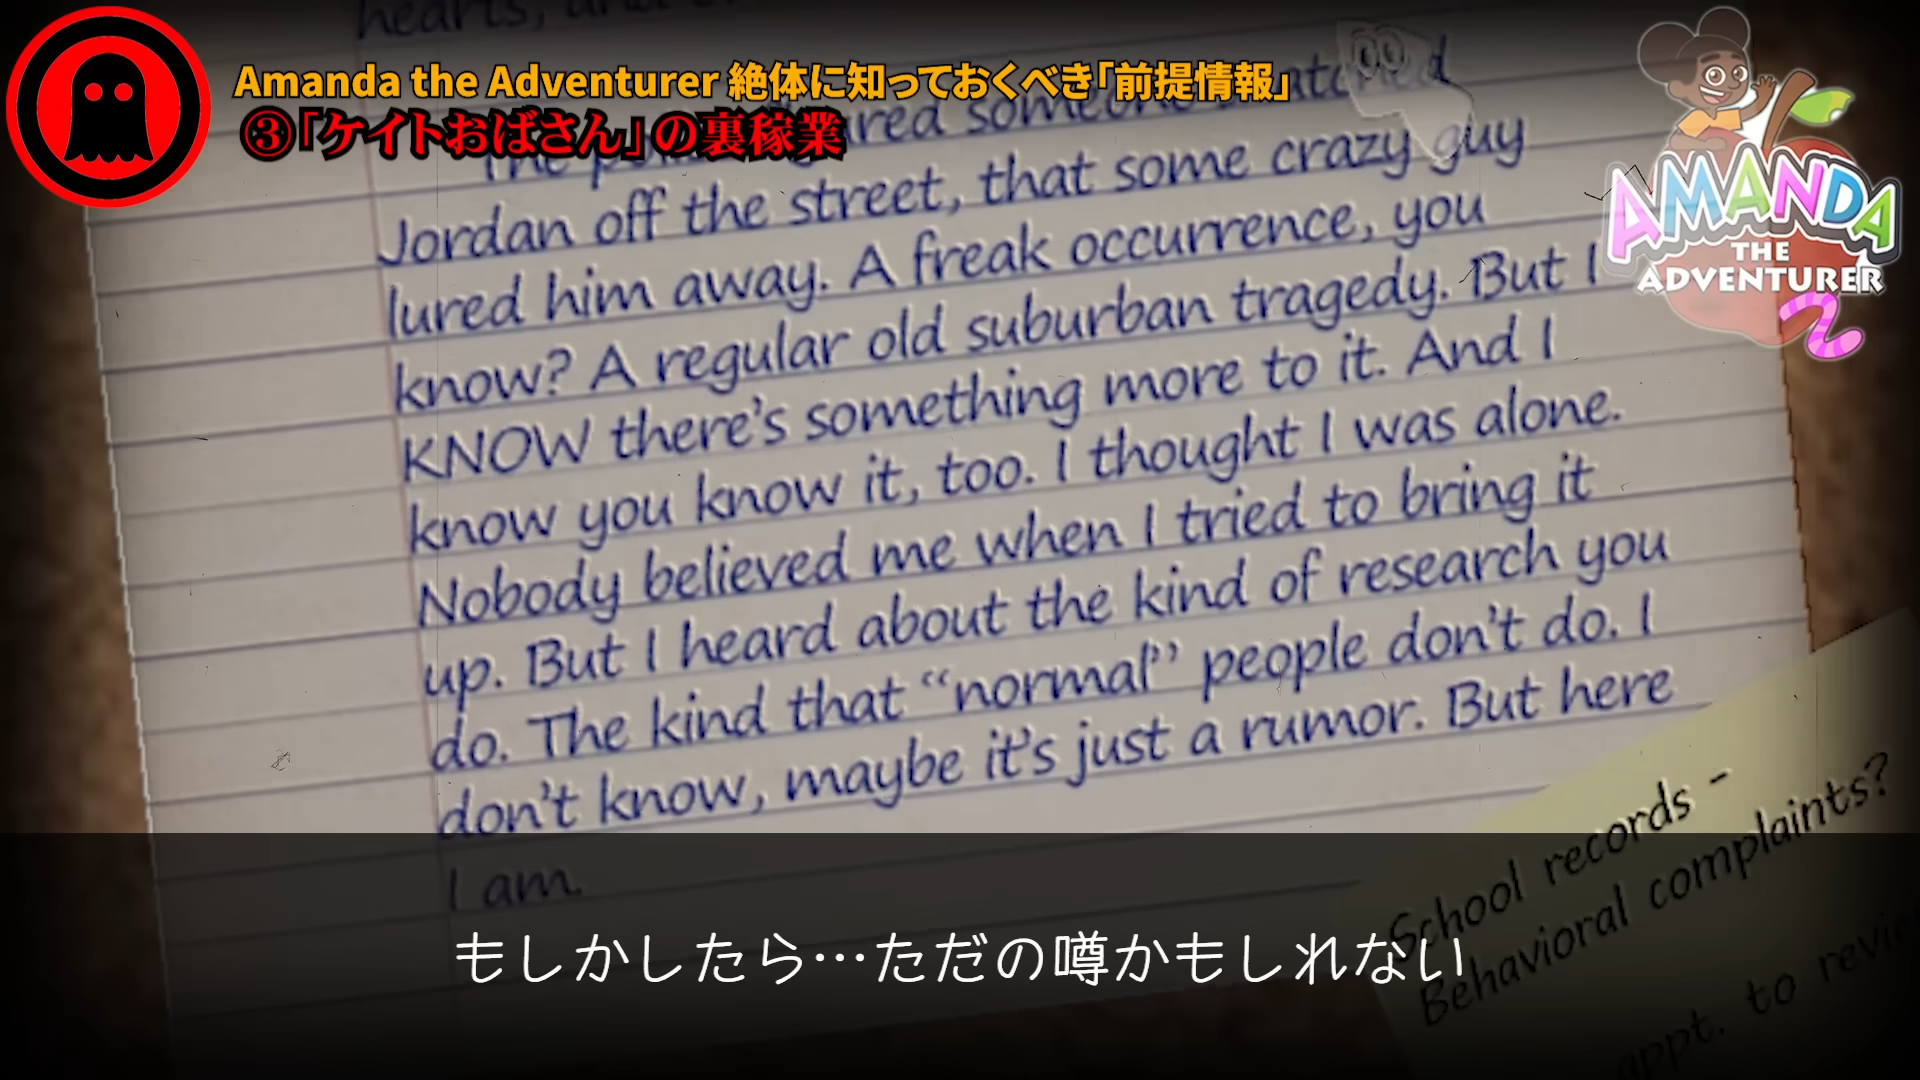 hearts, and
Amanda the Adventurer 絶体に知っておくべき「前提情報」
③「ケイトおばさん」の裏稼業
The
Jordan off the street, that some crazy guy
lured him away. A freak occurrence, you
know? A regular old suburban tragedy. But I
KNOW there's something more to it. And I
know you know it, too. I thought I was alone.
Nobody believed me when I tried to bring it
up. But I heard about the kind of research you
do. The kind that “normal” people don't do. I
don't know, maybe it's just a rumor. But here
I am.
AMANDA
THE
ADVENTURER
School records -
Behavioral complaints?
appt. to
もしかしたら…ただの噂かもしれない